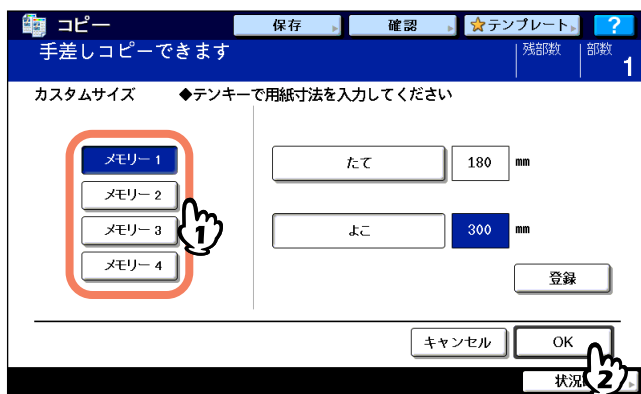 コピー 保存 確認 テンプレート ?
手差しコピーできます 残部数 部数 1
カスタムサイズ ◆テンキーで用紙寸法を入力してください
メモリー 1 たて 180 mm
メモリー 2
1
メモリー 3 よこ 300 mm
メモリー 4
登録
キャンセル OK
状況
2